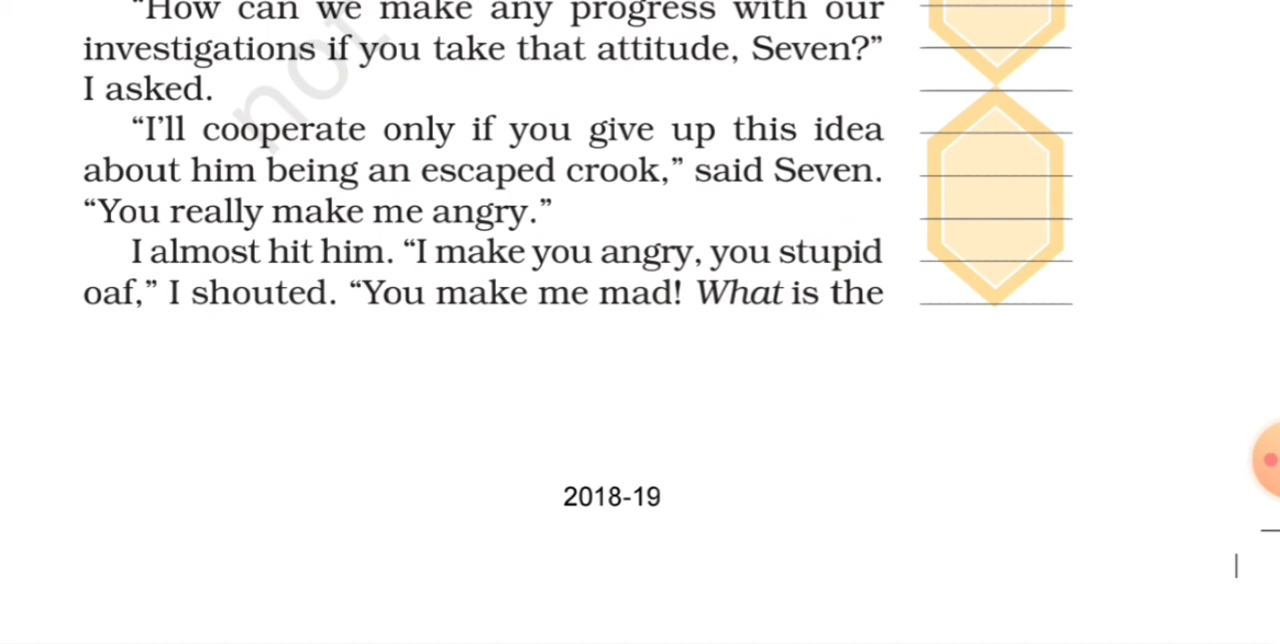 "How can we make any progress with our
investigations if you take that attitude, Seven?”
I asked.
“I’ll cooperate only if you give up this idea
about him being an escaped crook,” said Seven.
“You really make me angry.”
I almost hit him. “I make you angry, you stupid
oaf,” I shouted. “You make me mad! What is the
not
2018-19